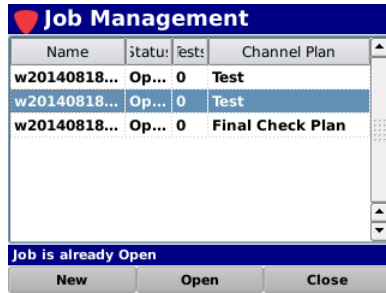 Job Management
Name Status Tests Channel Plan
w20140818... Op... 0 Test
w20140818... Op... 0 Test
w20140818... Op... 0 Final Check Plan
Job is already Open
New Open Close